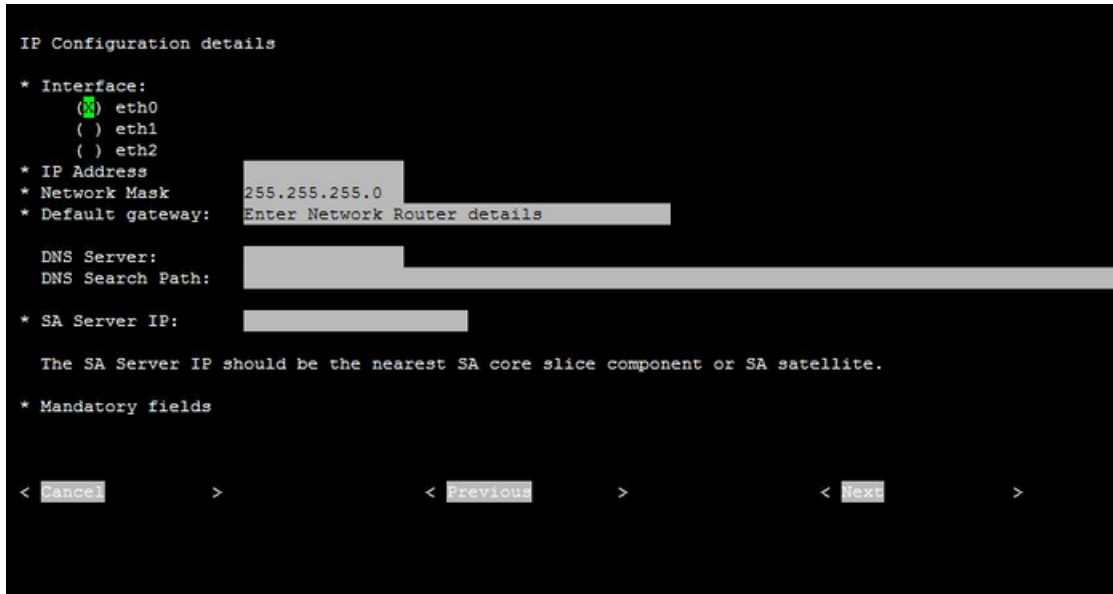 IP Configuration details
* Interface:
(X) eth0
( ) eth1
( ) eth2
* IP Address
* Network Mask 255.255.255.0
* Default gateway: Enter Network Router details
DNS Server:
DNS Search Path:
* SA Server IP:
The SA Server IP should be the nearest SA core slice component or SA satellite.
* Mandatory fields
< Cancel > < Previous > < Next >